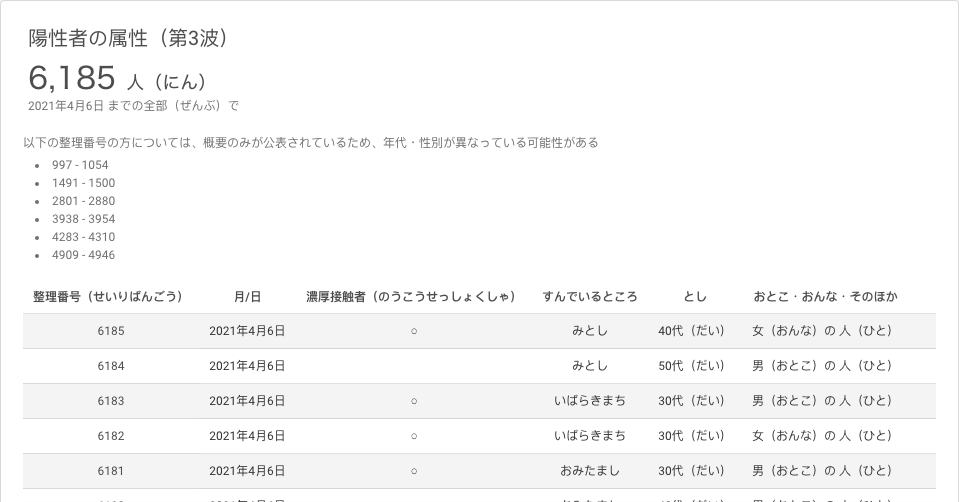 陽性者の属性（第3波）
6,185 人（にん）
2021年4月6日 までの全部（ぜんぶ）で
以下の整理番号の方については、概要のみが公表されているため、年代・性別が異なっている可能性がある
• 997 - 1054
• 1491 - 1500
• 2801 - 2880
• 3938 - 3954
• 4283 - 4310
• 4909 - 4946
整理番号（せいりばんごう） 月/日 濃厚接触者（のうこうせっしょくしゃ） すんでいるところ とし おとこ・おんな・そのほか
6185 2021年4月6日 ○ みとし 40代（だい） 女（おんな）の 人（ひと）
6184 2021年4月6日 みとし 50代（だい） 男（おとこ）の 人（ひと）
6183 2021年4月6日 ○ いばらきまち 30代（だい） 男（おとこ）の 人（ひと）
6182 2021年4月6日 ○ いばらきまち 30代（だい） 女（おんな）の 人（ひと）
6181 2021年4月6日 ○ おみたまし 30代（だい） 男（おとこ）の 人（ひと）